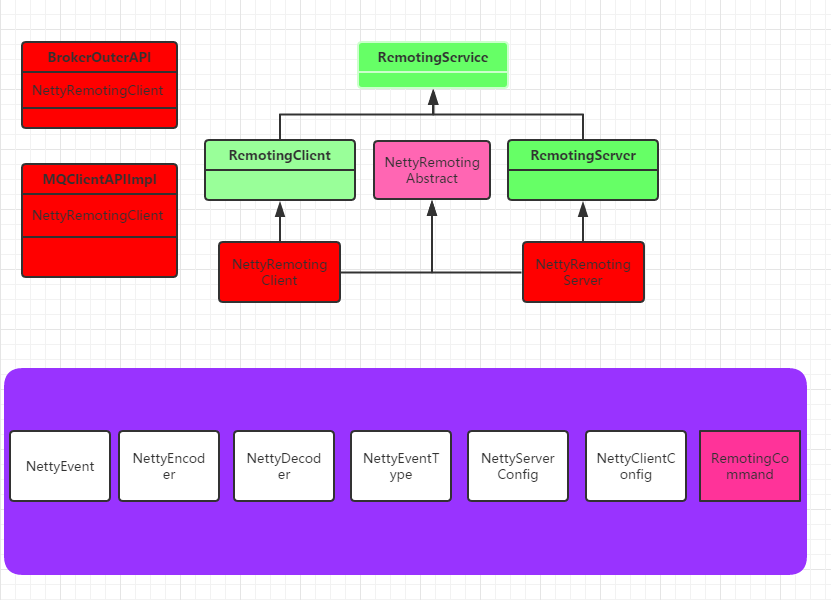 BrokerOuterAPI
NettyRemotingClient
MQClientAPIImpl
NettyRemotingClient
RemotingService
RemotingClient
NettyRemoting
Abstract
RemotingServer
NettyRemoting
Client
NettyRemoting
Server
NettyEvent
NettyEncod
er
NettyDecod
er
NettyEventT
ype
NettyServer
Config
NettyClientC
onfig
RemotingCo
mmand